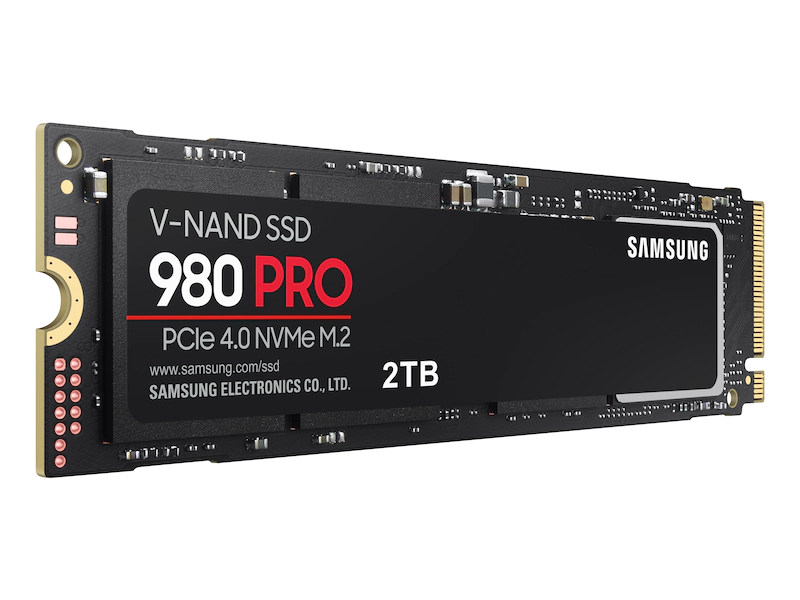 V-NAND SSD
980 PRO
PCIe 4.0 NVMe M.2
www.samsung.com/ssd
SAMSUNG ELECTRONICS CO., LTD.
2TB
SAMSUNG